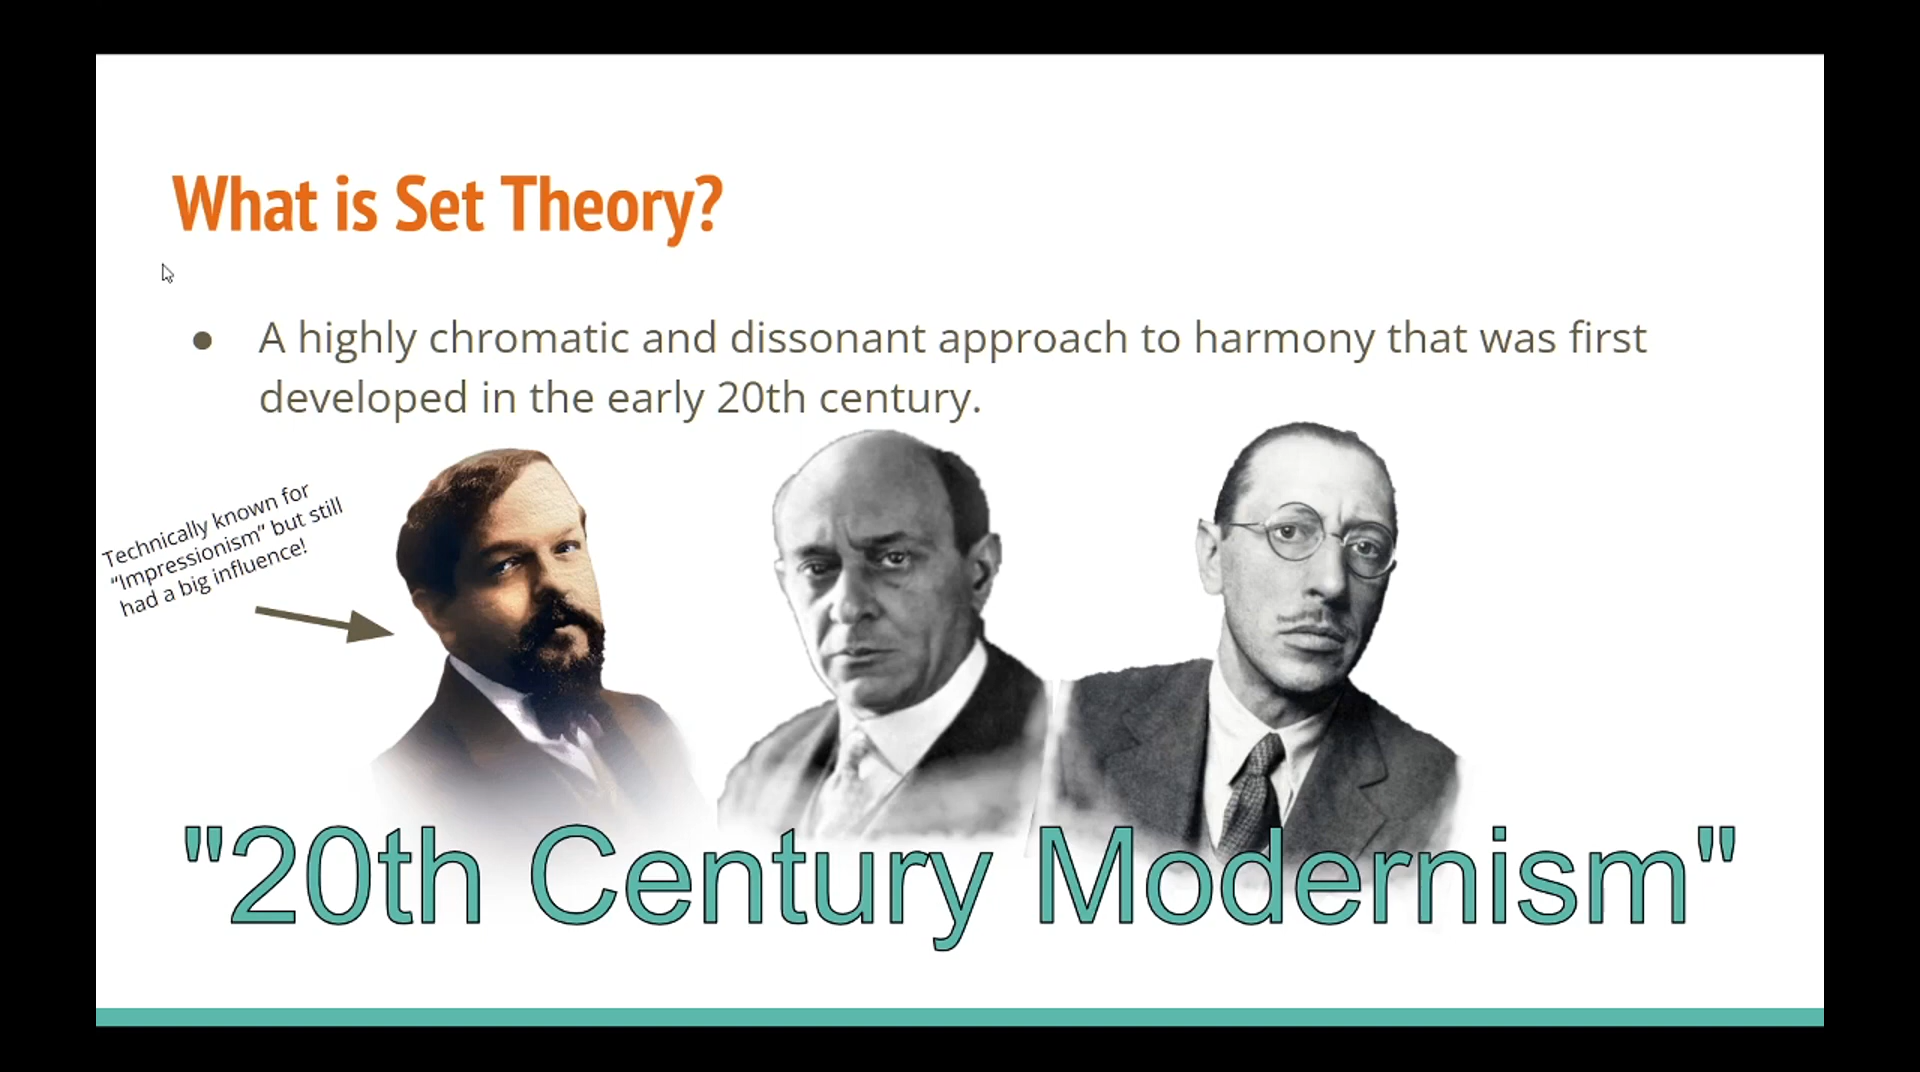 What is Set Theory?
● A highly chromatic and dissonant approach to harmony that was first
developed in the early 20th century.
Technically known for
“Impressionism” but still
had a big influence!
"20th Century Modernism"